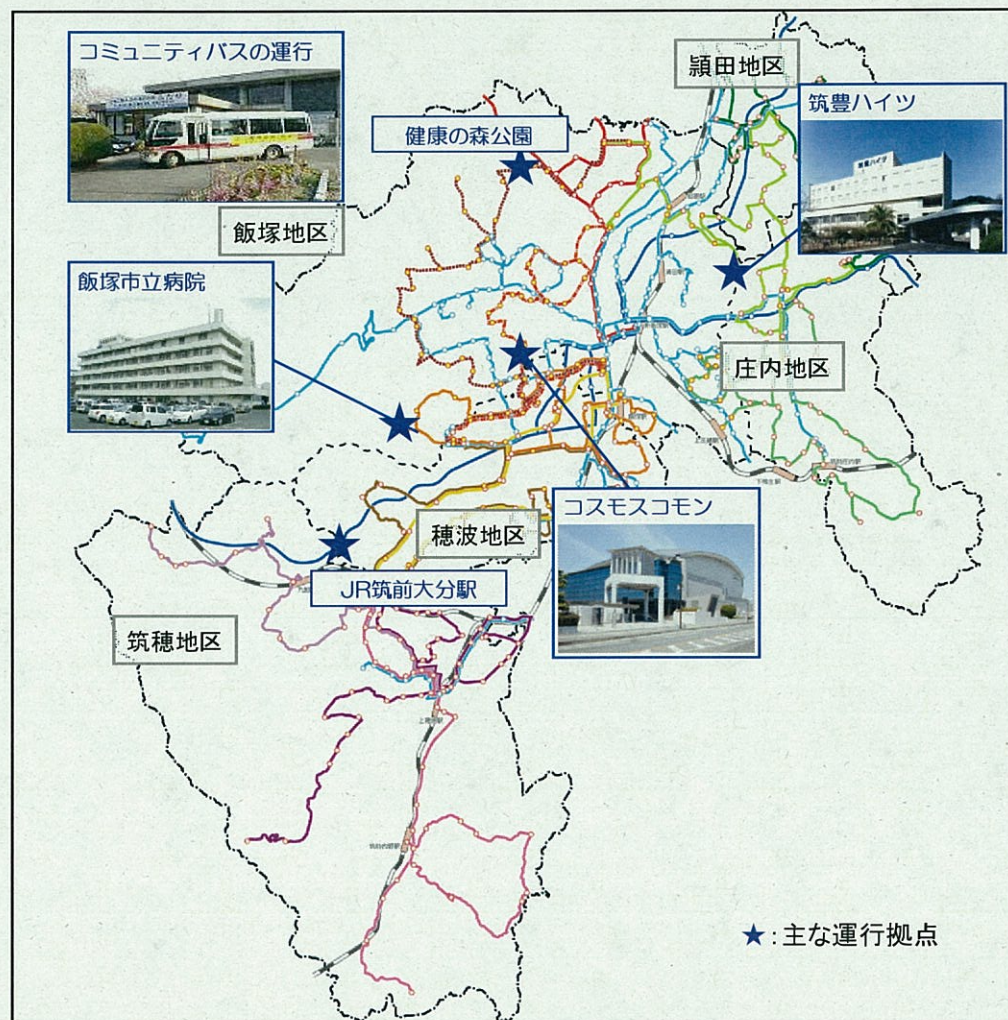 コミュニティバスの運行
頴田地区
筑豊ハイツ
健康の森公園
飯塚地区
飯塚市立病院
庄内地区
コスモスコモン
穂波地区
JR筑前大分駅
筑穂地区
★:主な運行拠点